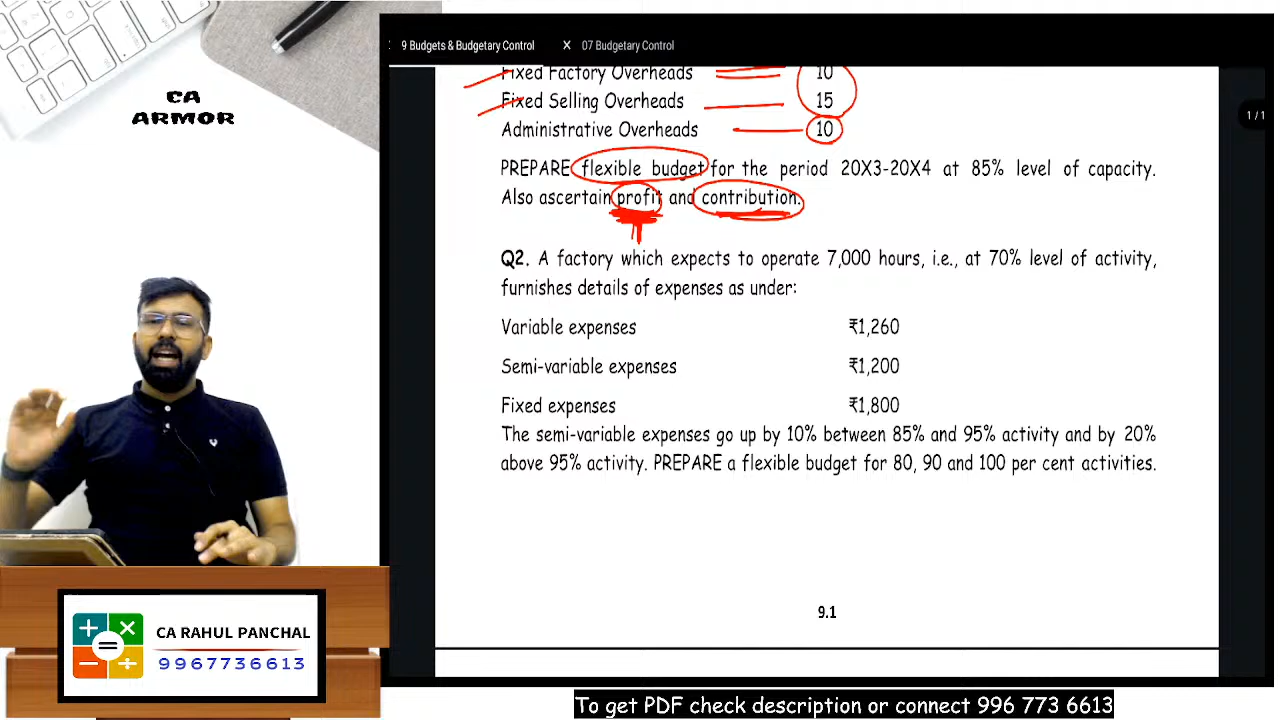 9 Budgets & Budgetary Control X 07 Budgetary Control
CA
ARMOR
Fixed Factory Overheads 10
Fixed Selling Overheads 15
Administrative Overheads 10
1/1
PREPARE flexible budget for the period 20X3-20X4 at 85% level of capacity.
Also ascertain profit and contribution.
Q2. A factory which expects to operate 7,000 hours, i.e., at 70% level of activity,
furnishes details of expenses as under:
Variable expenses ₹1,260
Semi-variable expenses ₹1,200
Fixed expenses ₹1,800
The semi-variable expenses go up by 10% between 85% and 95% activity and by 20%
above 95% activity. PREPARE a flexible budget for 80, 90 and 100 per cent activities.
9.1
CA RAHUL PANCHAL
9967736613
To get PDF check description or connect 996 773 6613